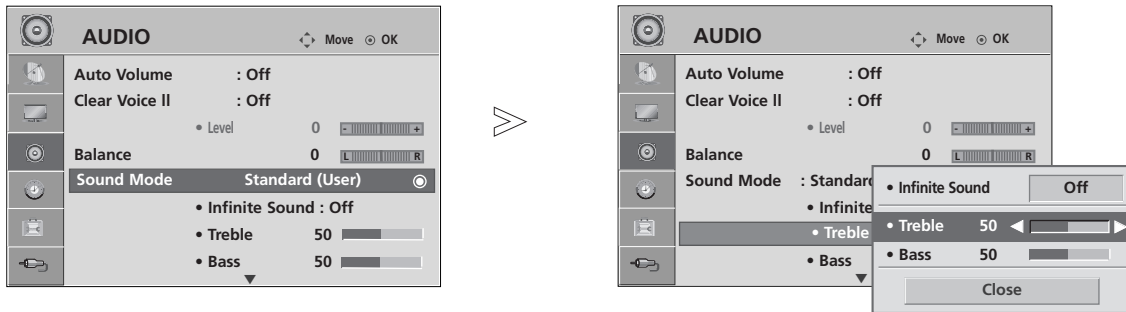 AUDIO Move OK
Auto Volume : Off
Clear Voice ll : Off
• Level 0 - +
Balance 0 L R
Sound Mode Standard (User)
• Infinite Sound : Off
• Treble 50
• Bass 50
AUDIO Move OK
Auto Volume : Off
Clear Voice ll : Off
• Level 0 - +
Balance 0 L R
Sound Mode : Standard
• Infinite
• Treble
• Bass
• Infinite Sound Off
• Treble 50
• Bass 50
Close